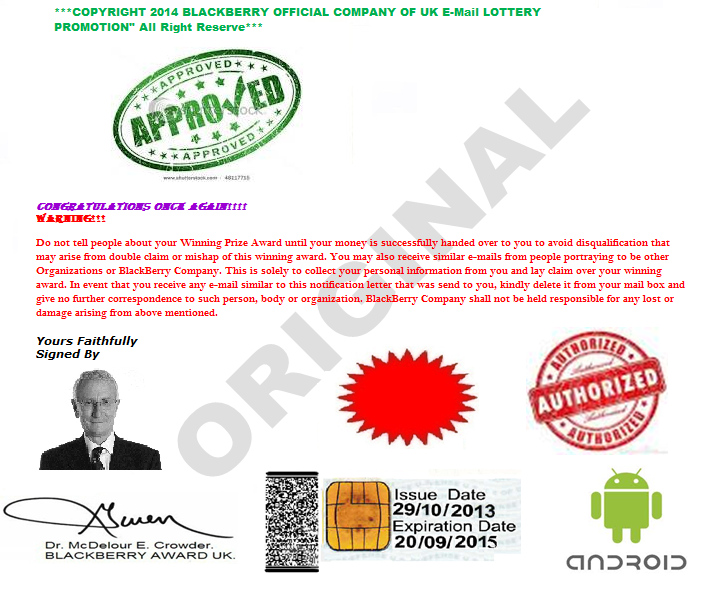 ***COPYRIGHT 2014 BLACKBERRY OFFICIAL COMPANY OF UK E-Mail LOTTERY
PROMOTION" All Right Reserve***
APPROVED
APPROVED
APPROVED
www.shutterstock.com · 46117715
ORIGINAL
CONGRATULATIONS ONCE AGAIN!!!!
WARNING!!!
Do not tell people about your Winning Prize Award until your money is successfully handed over to you to avoid disqualification that
may arise from double claim or mishap of this winning award. You may also receive similar e-mails from people portraying to be other
Organizations or BlackBerry Company. This is solely to collect your personal information from you and lay claim over your winning
award. In event that you receive any e-mail similar to this notification letter that was send to you, kindly delete it from your mail box and
give no further correspondence to such person, body or organization. BlackBerry Company shall not be held responsible for any lost or
damage arising from above mentioned.
Yours Faithfully
Signed By
AUTHORIZED
Authorized
AUTHORIZED
Authorized
AUTHORIZED
Issue Date
29/10/2013
Expiration Date
20/09/2015
Dr. McDelour E. Crowder.
BLACKBERRY AWARD UK.
ANDROID